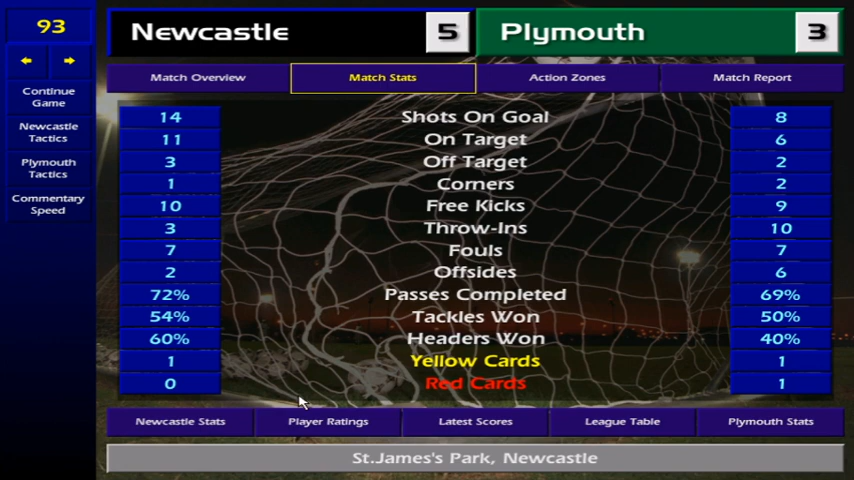 93
Newcastle 5 Plymouth 3
Match Overview Match Stats Action Zones Match Report
Continue Game
Newcastle Tactics
Plymouth Tactics
Commentary Speed
14 Shots On Goal 8
11 On Target 6
3 Off Target 2
1 Corners 2
10 Free Kicks 9
3 Throw-Ins 10
7 Fouls 7
2 Offsides 6
72% Passes Completed 69%
54% Tackles Won 50%
60% Headers Won 40%
1 Yellow Cards 1
0 Red Cards 1
Newcastle Stats Player Ratings Latest Scores League Table Plymouth Stats
St.James's Park, Newcastle